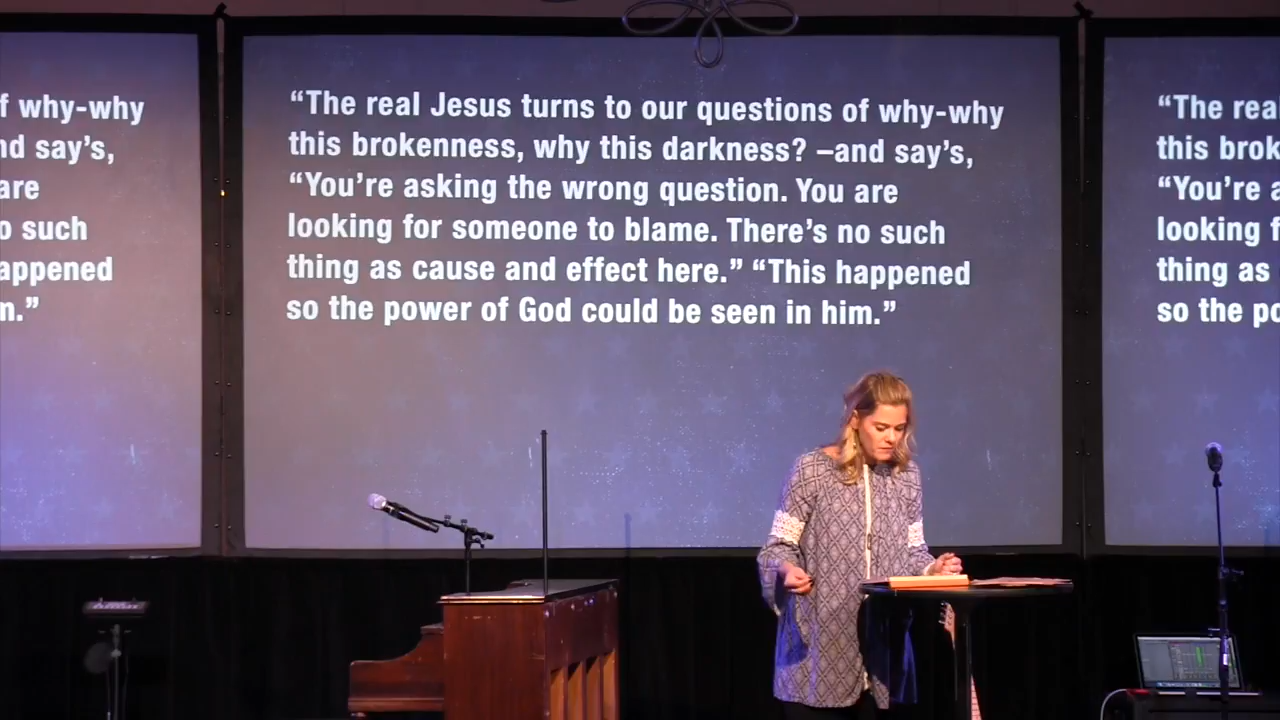 f why-why
nd say's,
are
o such
appened
n.”
“The real Jesus turns to our questions of why-why
this brokenness, why this darkness? –and say’s,
“You’re asking the wrong question. You are
looking for someone to blame. There’s no such
thing as cause and effect here.” “This happened
so the power of God could be seen in him.”
“The rea
this brok
“You’re a
looking f
thing as
so the po